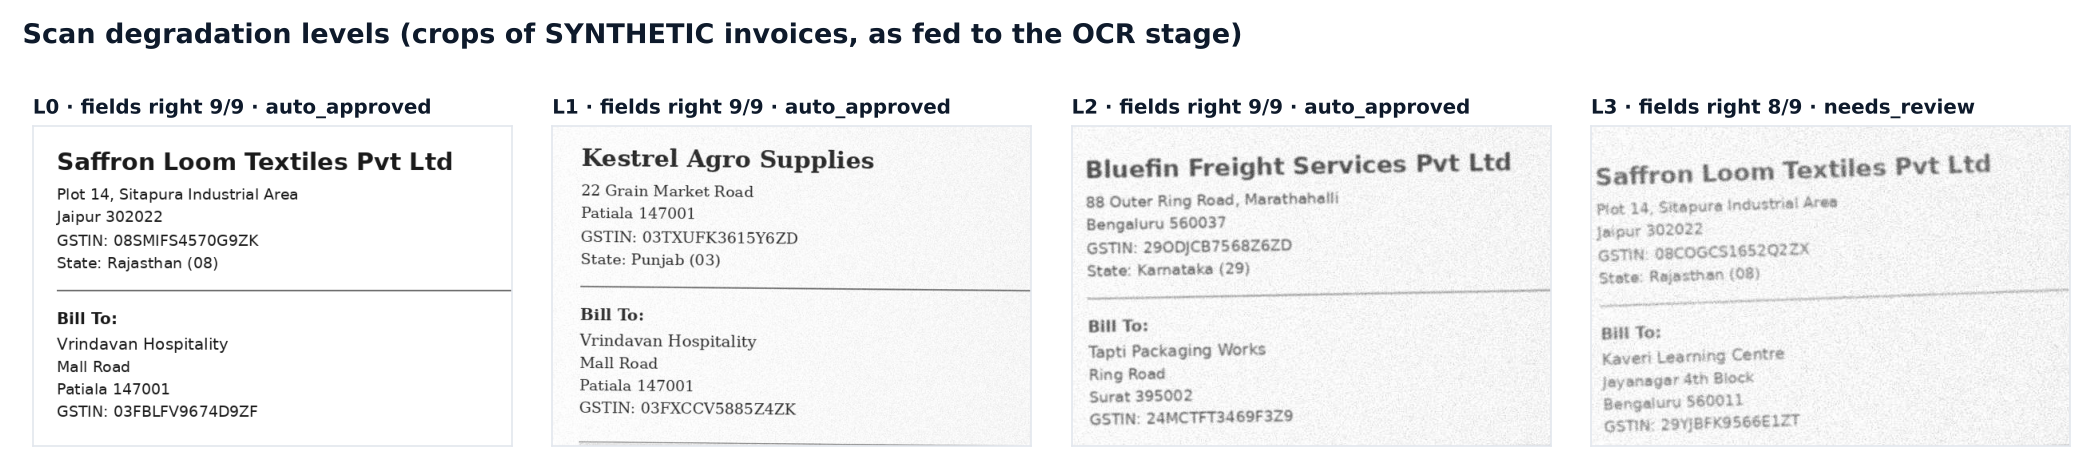 Scan degradation levels (crops of SYNTHETIC invoices, as fed to the OCR stage)
L0 · fields right 9/9 · auto_approved
Saffron Loom Textiles Pvt Ltd
Plot 14, Sitapura Industrial Area
Jaipur 302022
GSTIN: 08SMIFS4570G9ZK
State: Rajasthan (08)
Bill To:
Vrindavan Hospitality
Mall Road
Patiala 147001
GSTIN: 03FBLFV9674D9ZF
L1 · fields right 9/9 · auto_approved
Kestrel Agro Supplies
22 Grain Market Road
Patiala 147001
GSTIN: 03TXUFK3615Y6ZD
State: Punjab (03)
Bill To:
Vrindavan Hospitality
Mall Road
Patiala 147001
GSTIN: 03FXCCV5885Z4ZK
L2 · fields right 9/9 · auto_approved
Bluefin Freight Services Pvt Ltd
88 Outer Ring Road, Marathahalli
Bengaluru 560037
GSTIN: 29ODJCB7568Z6ZD
State: Karnataka (29)
Bill To:
Tapti Packaging Works
Ring Road
Surat 395002
GSTIN: 24MCTFT3469F3Z9
L3 · fields right 8/9 · needs_review
Saffron Loom Textiles Pvt Ltd
Plot 14, Sitapura Industrial Area
Jaipur 302022
GSTIN: 08COGCS1652Q2ZX
State: Rajasthan (08)
Bill To:
Kaveri Learning Centre
Jayanagar 4th Block
Bengaluru 560011
GSTIN: 29YJBFK9566E1ZT